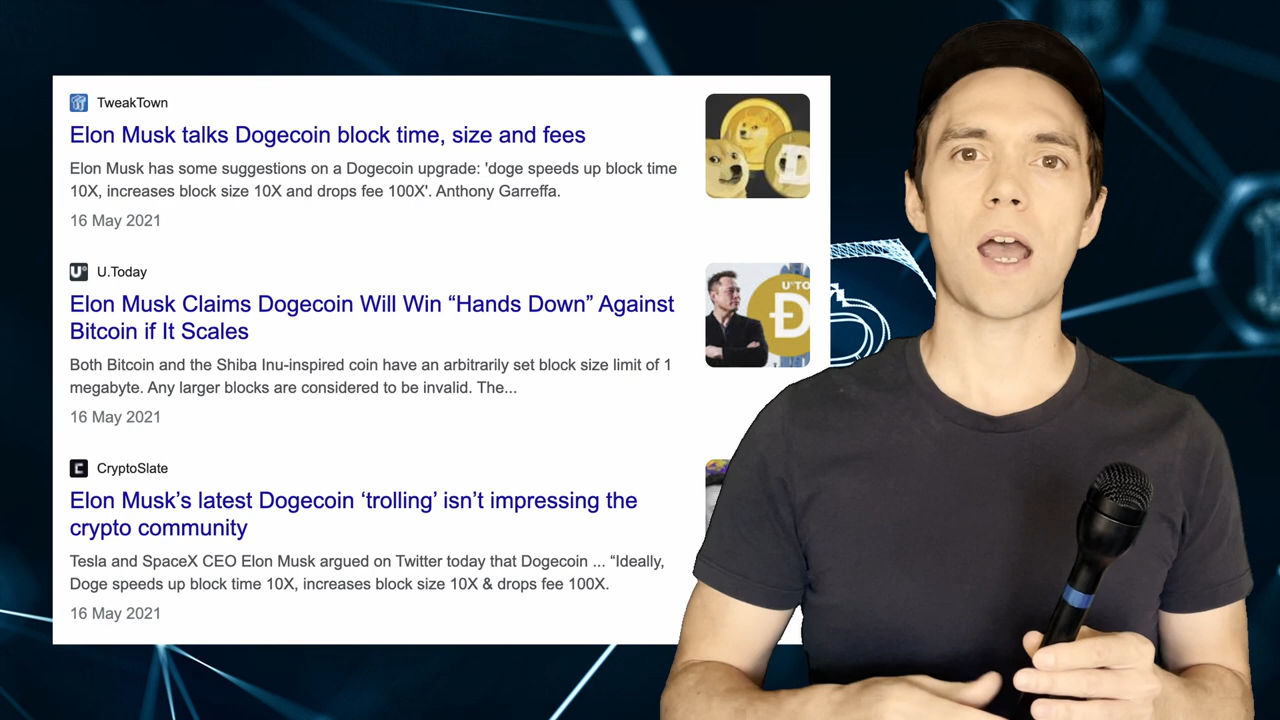 TweakTown
Elon Musk talks Dogecoin block time, size and fees
Elon Musk has some suggestions on a Dogecoin upgrade: 'doge speeds up block time
10X, increases block size 10X and drops fee 100X'. Anthony Garreffa.
16 May 2021
U.Today
Elon Musk Claims Dogecoin Will Win “Hands Down” Against
Bitcoin if It Scales
Both Bitcoin and the Shiba Inu-inspired coin have an arbitrarily set block size limit of 1
megabyte. Any larger blocks are considered to be invalid. The...
16 May 2021
U°TO
CryptoSlate
Elon Musk’s latest Dogecoin ‘trolling’ isn’t impressing the
crypto community
Tesla and SpaceX CEO Elon Musk argued on Twitter today that Dogecoin ... “Ideally,
Doge speeds up block time 10X, increases block size 10X & drops fee 100X.
16 May 2021